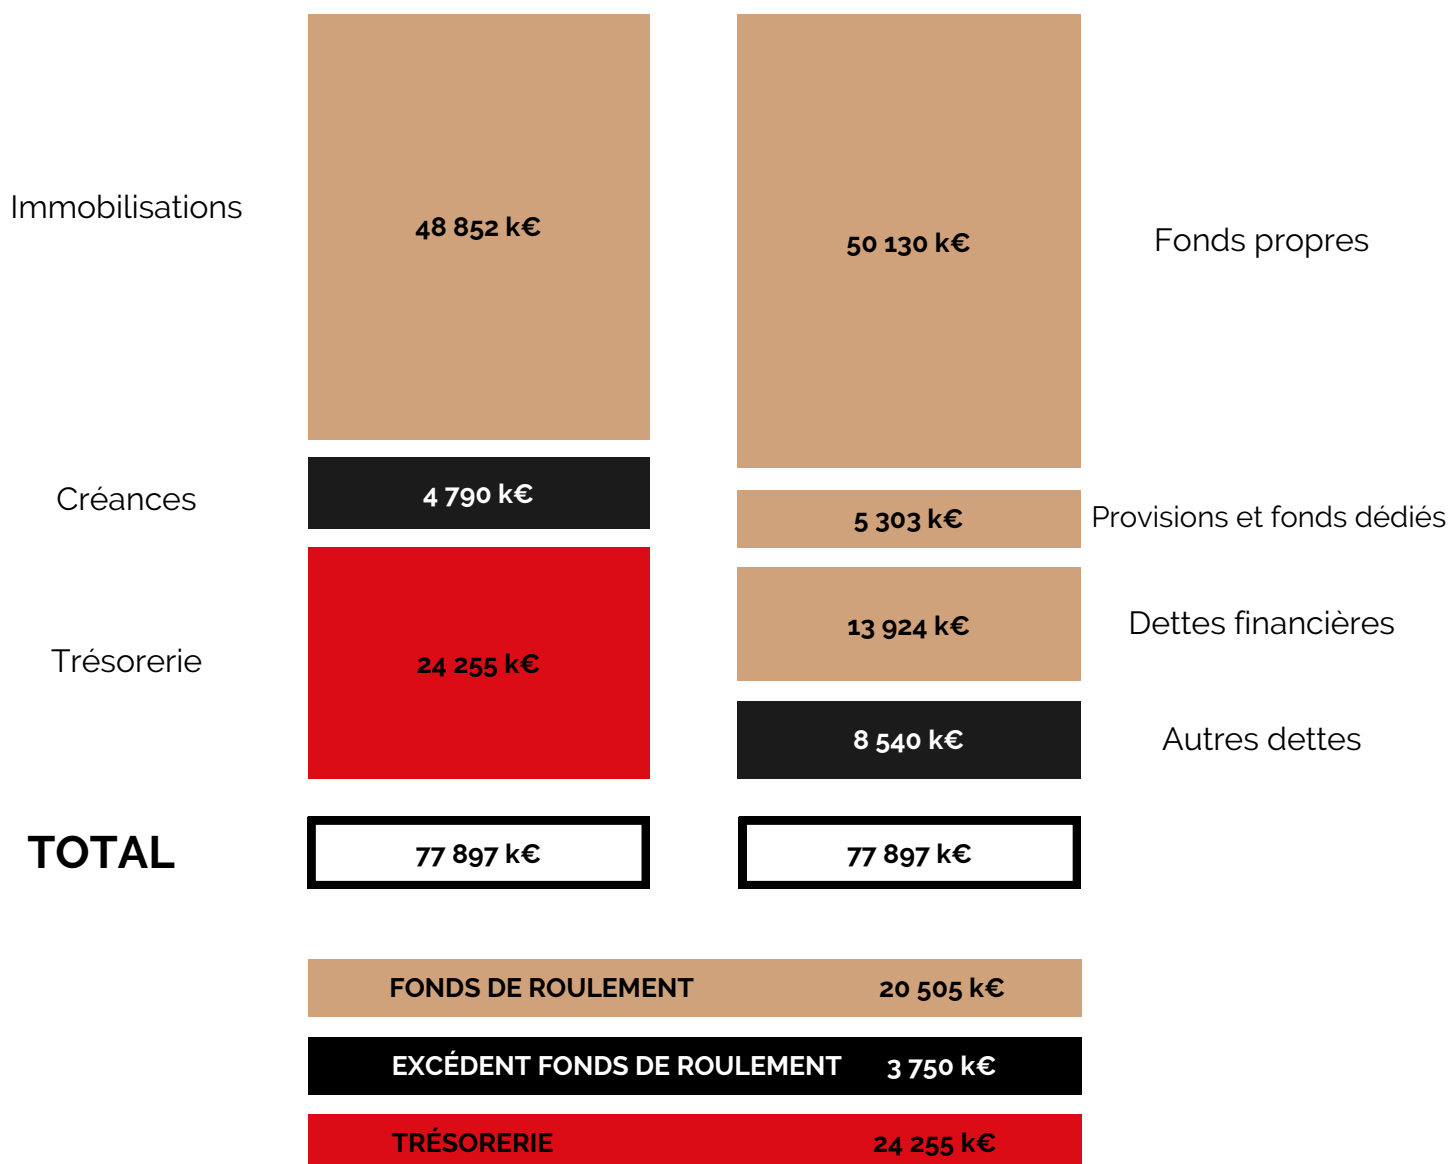 Immobilisations
48 852 k€
50 130 k€
Fonds propres
Créances
4 790 k€
5 303 k€
Provisions et fonds dédiés
13 924 k€
Dettes financières
Trésorerie
24 255 k€
8 540 k€
Autres dettes
TOTAL
77 897 k€
77 897 k€
FONDS DE ROULEMENT 20 505 k€
EXCÉDENT FONDS DE ROULEMENT 3 750 k€
TRÉSORERIE 24 255 k€